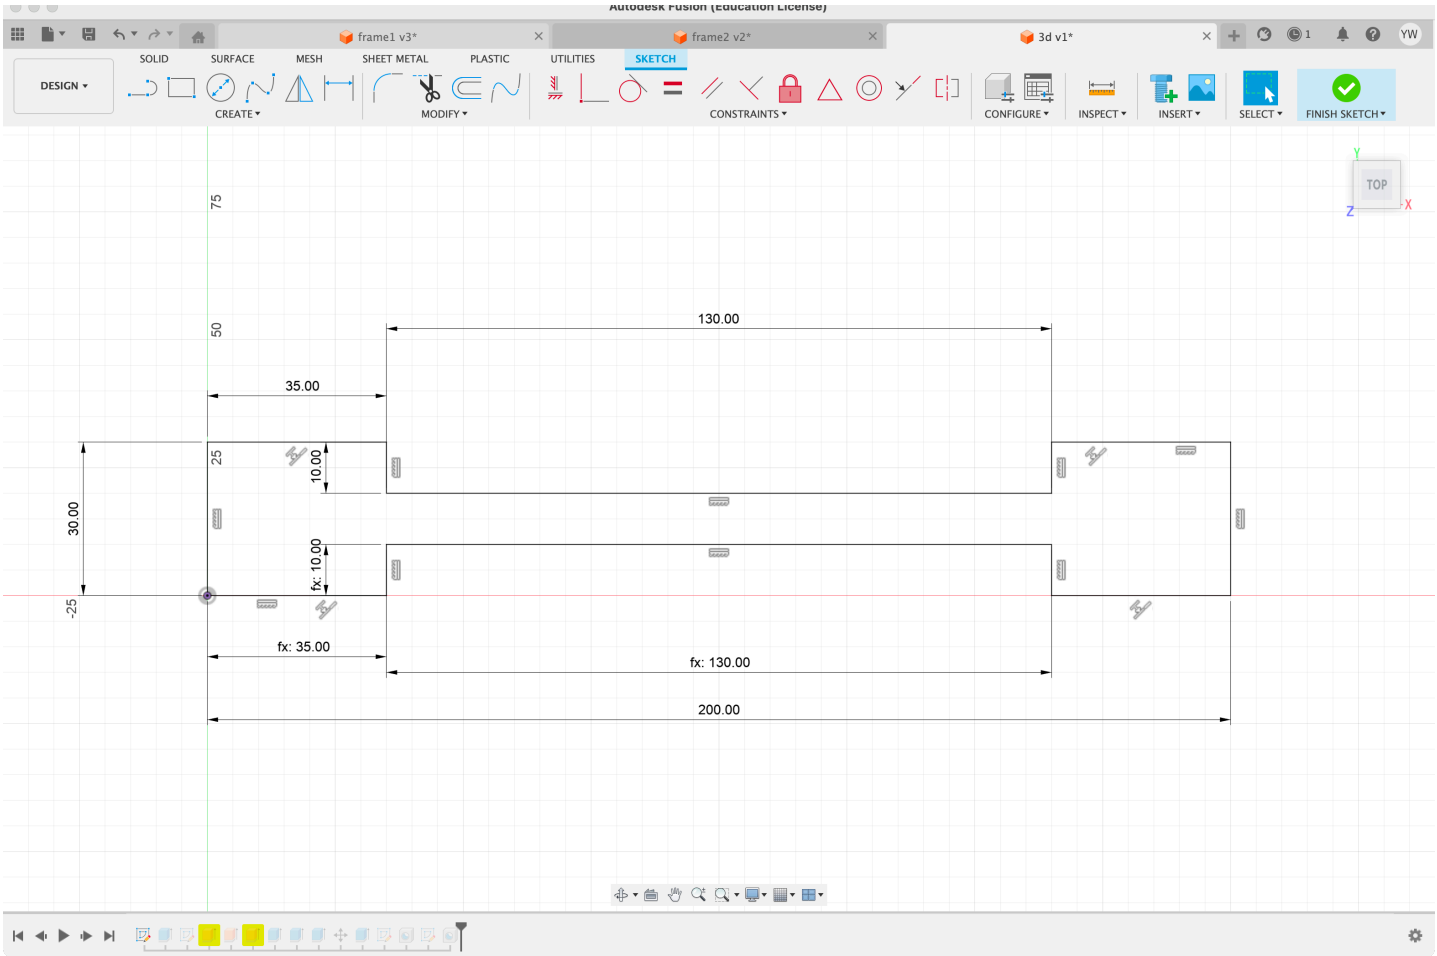 Autodesk Fusion (Education License)
frame1 v3*
frame2 v2*
3d v1*
1
YW
SOLID SURFACE MESH SHEET METAL PLASTIC UTILITIES SKETCH
DESIGN
CREATE MODIFY CONSTRAINTS CONFIGURE INSPECT INSERT SELECT FINISH SKETCH
Y
TOP
Z
X
75
50
130.00
35.00
25
10.00
30.00
fx: 10.00
-25
fx: 35.00
fx: 130.00
200.00